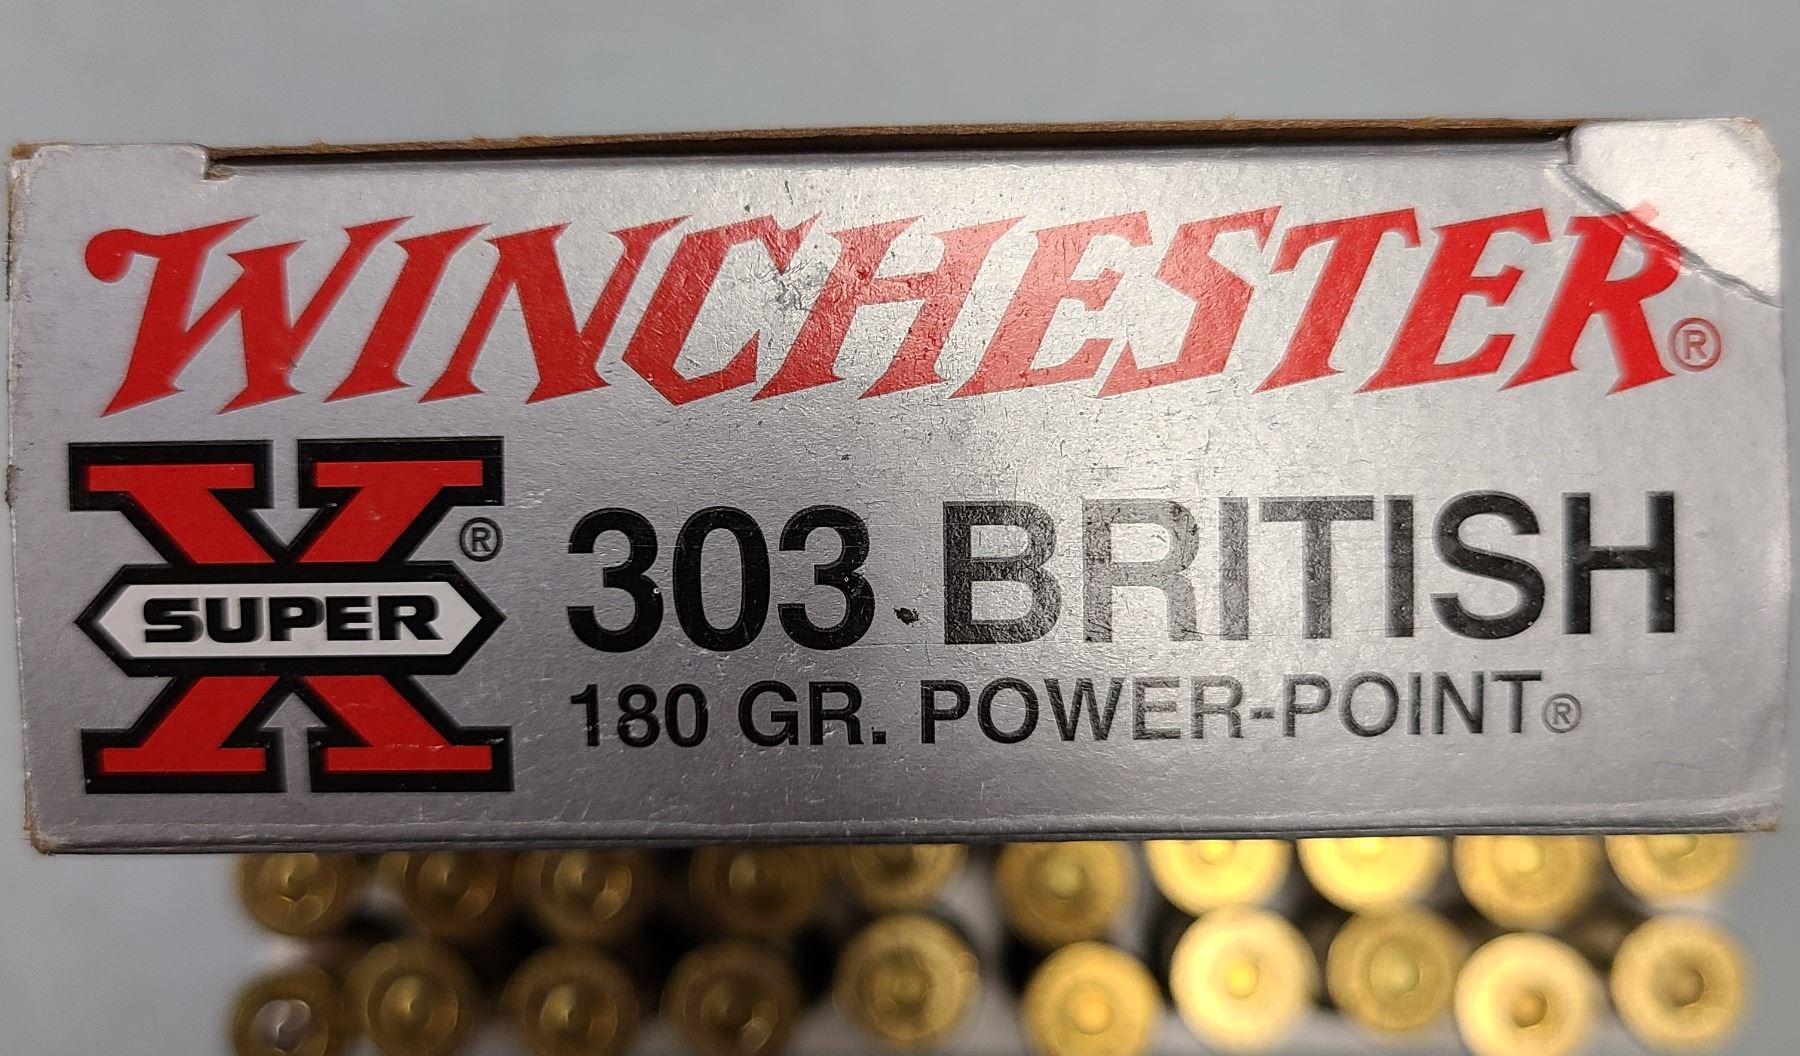 WINCHESTER®
SUPER X®
303 BRITISH
180 GR. POWER-POINT®